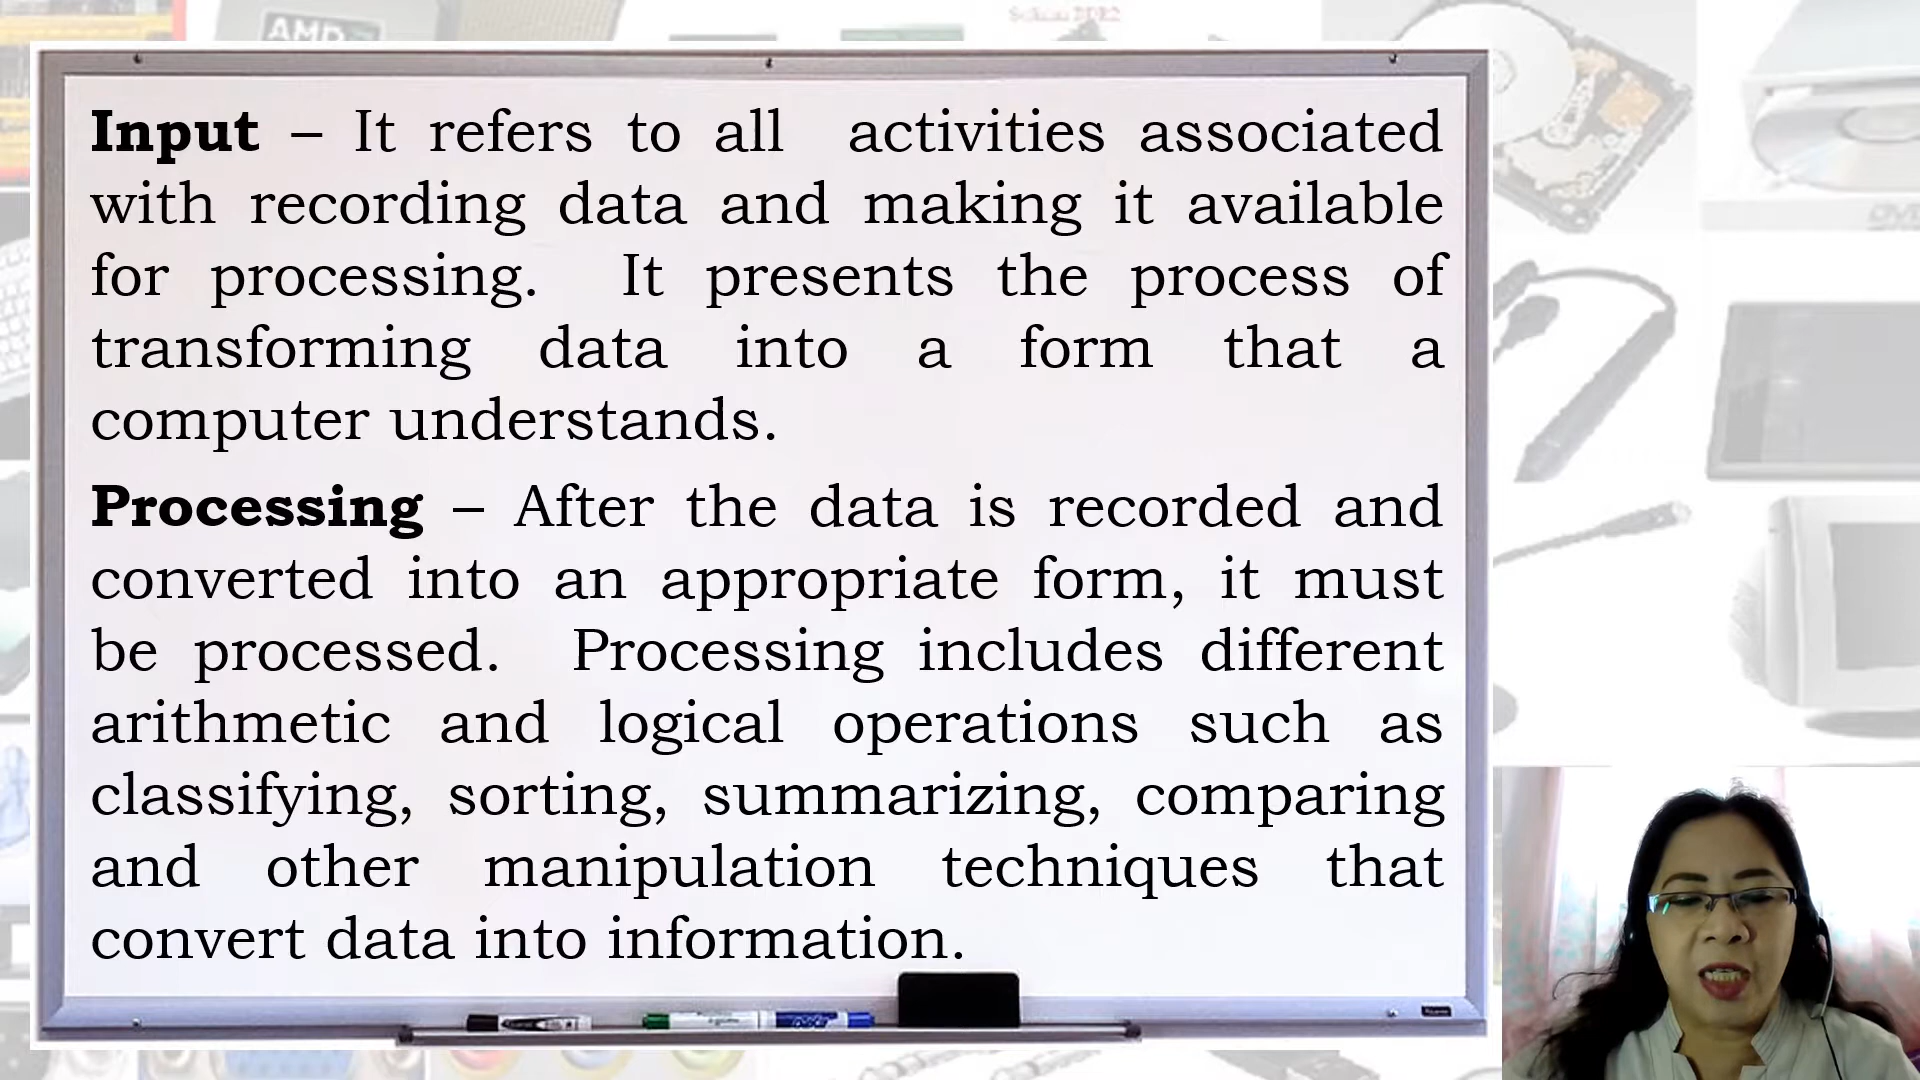 AMD
Input – It refers to all activities associated
with recording data and making it available
for processing. It presents the process of
transforming data into a form that a
computer understands.
Processing – After the data is recorded and
converted into an appropriate form, it must
be processed. Processing includes different
arithmetic and logical operations such as
classifying, sorting, summarizing, comparing
and other manipulation techniques that
convert data into information.